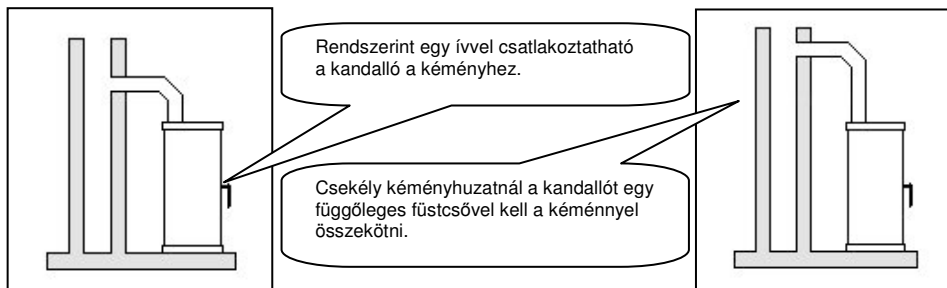 Rendszerint egy ívvel csatlakoztatható
a kandalló a kéményhez.
Csekély kéményhuzatnál a kandallót egy
függőleges füstcsővel kell a kéménnyel
összekötni.